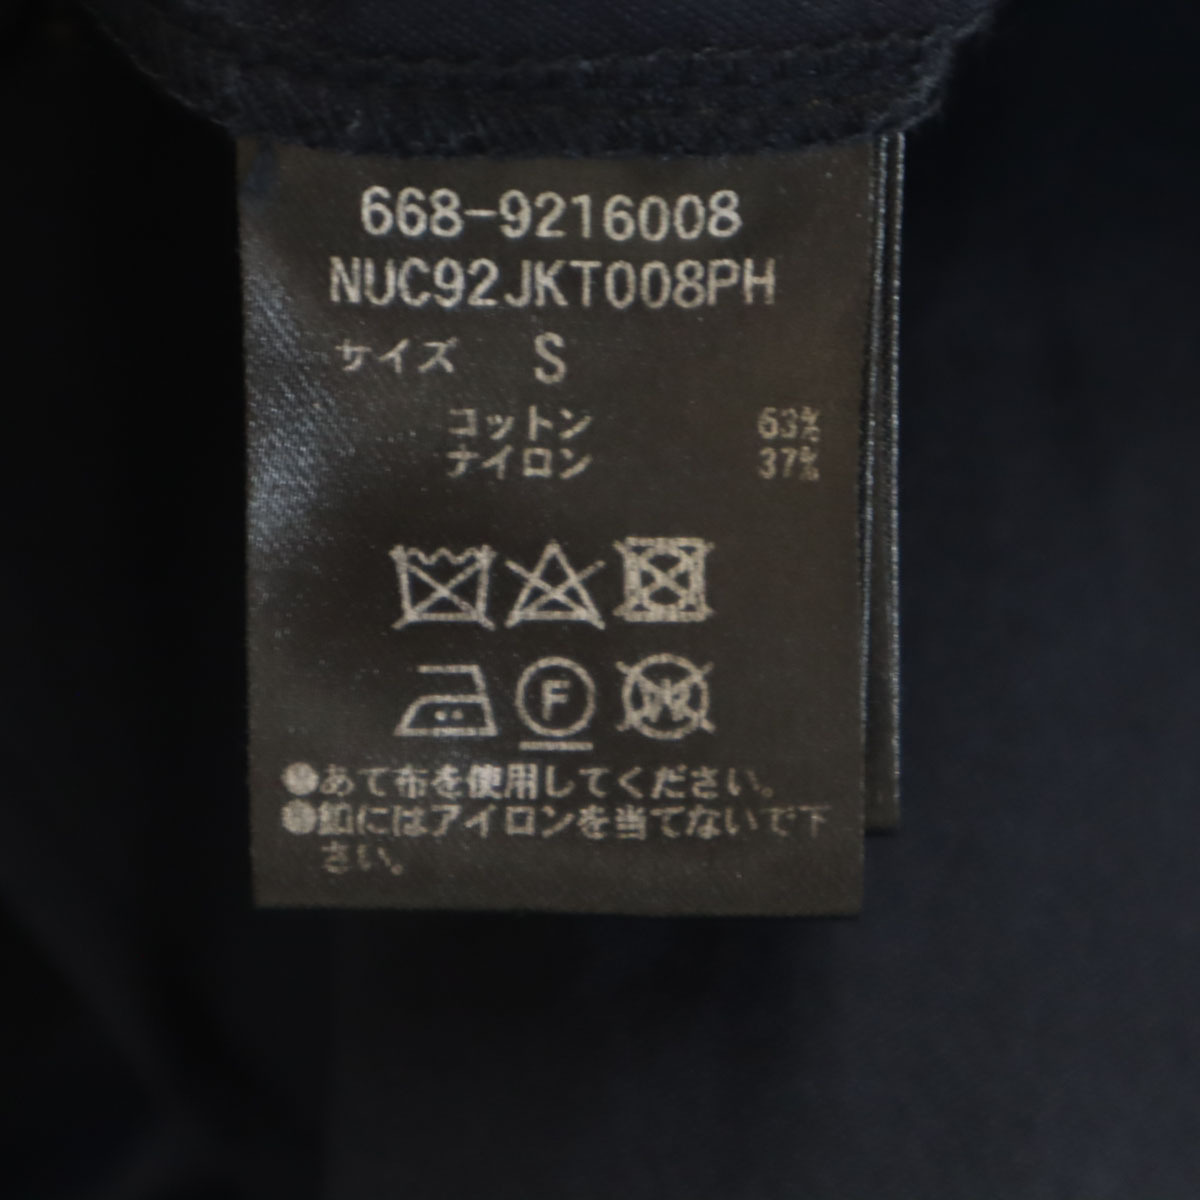 668-9216008
NUC92JKT008PH
サイズ S
コットン 63%
ナイロン 37%
F
W
●あて布を使用してください。
●釦にはアイロンを当てないで下
さい。